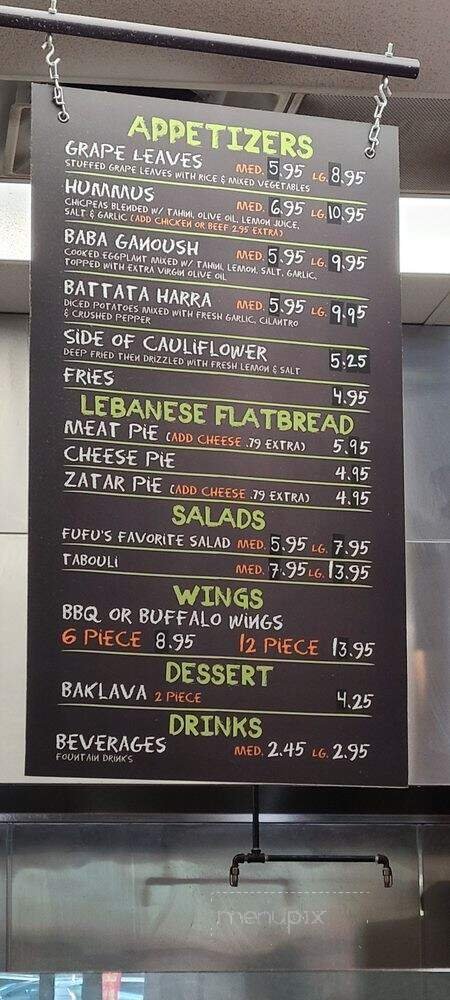 APPETIZERS
GRAPE LEAVES MED. 5.95 LG. 8.95
STUFFED GRAPE LEAVES WITH RICE & MIXED VEGETABLES
HUMMUS MED. 6.95 LG. 10.95
CHICPEAS BLENDED W/ TAHINI, OLIVE OIL, LEMON JUICE,
SALT & GARLIC (ADD CHICKEN OR BEEF 2.95 EXTRA)
BABA GANOUSH MED. 5.95 LG. 9.95
COOKED EGGPLANT MIXED W/ TAHINI, LEMON, SALT, GARLIC,
TOPPED WITH EXTRA VIRGIN OLIVE OIL
BATTATA HARRA MED. 5.95 LG. 9.95
DICED POTATOES MIXED WITH FRESH GARLIC, CILANTRO
& CRUSHED PEPPER
SIDE OF CAULIFLOWER 5.25
DEEP FRIED THEN DRIZZLED WITH FRESH LEMON & SALT
FRIES 4.95
LEBANESE FLATBREAD
MEAT PIE (ADD CHEESE .79 EXTRA) 5.95
CHEESE PIE 4.95
ZATAR PIE (ADD CHEESE .79 EXTRA) 4.95
SALADS
FUFU'S FAVORITE SALAD MED. 5.95 LG. 7.95
TABOULI MED. 7.95 LG. 13.95
WINGS
BBQ OR BUFFALO WINGS
6 PIECE 8.95 12 PIECE 13.95
DESSERT
BAKLAVA 2 PIECE 4.25
DRINKS
BEVERAGES MED. 2.45 LG. 2.95
FOUNTAIN DRINKS
menupix